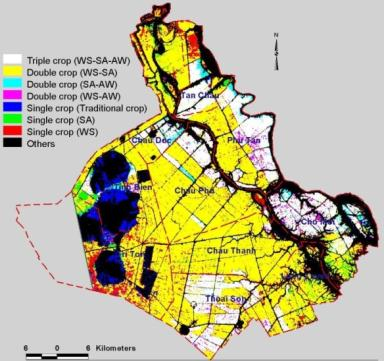 N
Triple crop (WS-SA-AW)
Double crop (WS-SA)
Double crop (SA-AW)
Double crop (WS-AW)
Single crop (Traditional crop)
Single crop (SA)
Single crop (WS)
Others
Tan Chau
Chau Doc
Phu Tan
Tinh Bien
Chau Phu
Cho Moi
Chau Thanh
Tri Ton
Thoai Son
6 0 6 Kilometers